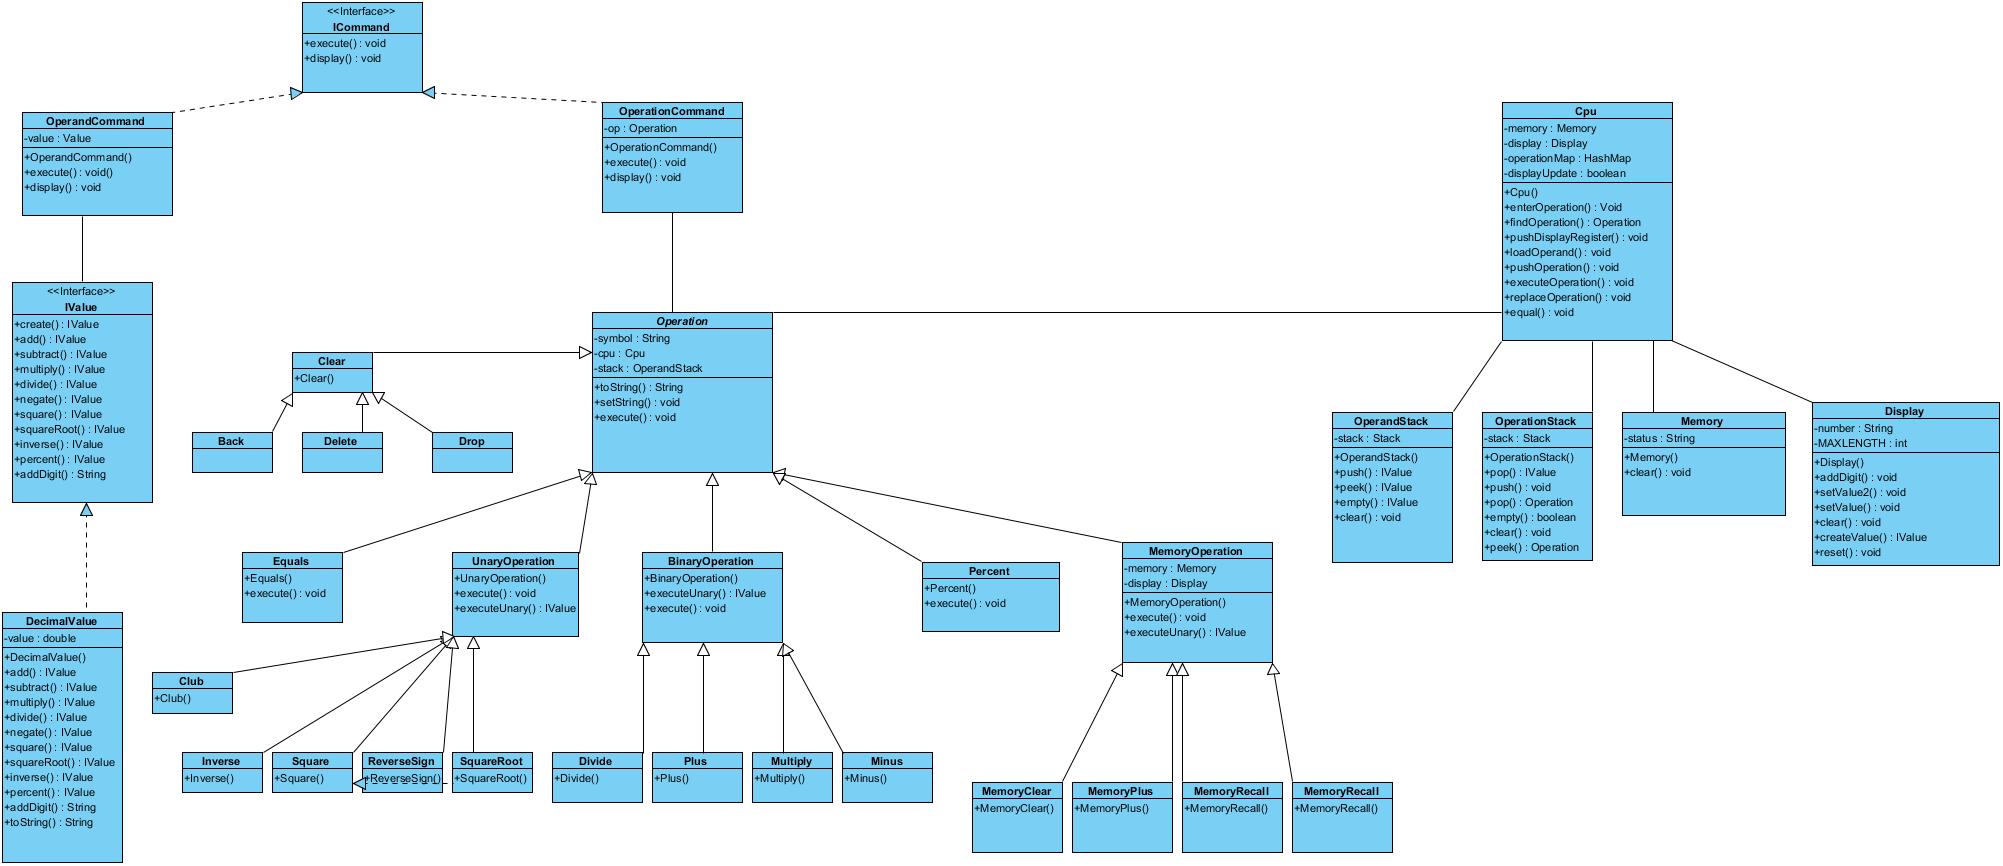 <<Interface>>
ICommand
+execute() : void
+display() : void
OperandCommand
-value : Value
+OperandCommand()
+execute() : void()
+display() : void
OperationCommand
-op : Operation
+OperationCommand()
+execute() : void
+display() : void
Cpu
-memory : Memory
-display : Display
-operationMap : HashMap
-displayUpdate : boolean
+Cpu()
+enterOperation() : Void
+findOperation() : Operation
+pushDisplayRegister() : void
+loadOperand() : void
+pushOperation() : void
+executeOperation() : void
+replaceOperation() : void
+equal() : void
<<Interface>>
IValue
+create() : IValue
+add() : IValue
+subtract() : IValue
+multiply() : IValue
+divide() : IValue
+negate() : IValue
+square() : IValue
+squareRoot() : IValue
+inverse() : IValue
+percent() : IValue
+addDigit() : String
Operation
-symbol : String
-cpu : Cpu
-stack : OperandStack
+toString() : String
+setString() : void
+execute() : void
Clear
+Clear()
Back
Delete
Drop
OperandStack
-stack : Stack
+OperandStack()
+push() : IValue
+peek() : IValue
+empty() : IValue
+clear() : void
OperationStack
-stack : Stack
+OperationStack()
+pop() : IValue
+push() : void
+pop() : Operation
+empty() : boolean
+clear() : void
+peek() : Operation
Memory
-status : String
+Memory()
+clear() : void
Display
-number : String
-MAXLENGTH : int
+Display()
+addDigit() : void
+setValue2() : void
+setValue() : void
+clear() : void
+createValue() : IValue
+reset() : void
Equals
+Equals()
+execute() : void
UnaryOperation
+UnaryOperation()
+execute() : void
+executeUnary() : IValue
BinaryOperation
+BinaryOperation()
+executeUnary() : IValue
+execute() : void
Percent
+Percent()
+execute() : void
MemoryOperation
-memory : Memory
-display : Display
+MemoryOperation()
+execute() : void
+executeUnary() : IValue
DecimalValue
-value : double
+DecimalValue()
+add() : IValue
+subtract() : IValue
+multiply() : IValue
+divide() : IValue
+negate() : IValue
+square() : IValue
+squareRoot() : IValue
+inverse() : IValue
+percent() : IValue
+addDigit() : String
+toString() : String
Club
+Club()
Inverse
+Inverse()
Square
+Square()
ReverseSign
+ReverseSign()
SquareRoot
+SquareRoot()
Divide
+Divide()
Plus
+Plus()
Multiply
+Multiply()
Minus
+Minus()
MemoryClear
+MemoryClear()
MemoryPlus
+MemoryPlus()
MemoryRecall
+MemoryRecall()
MemoryRecall
+MemoryRecall()